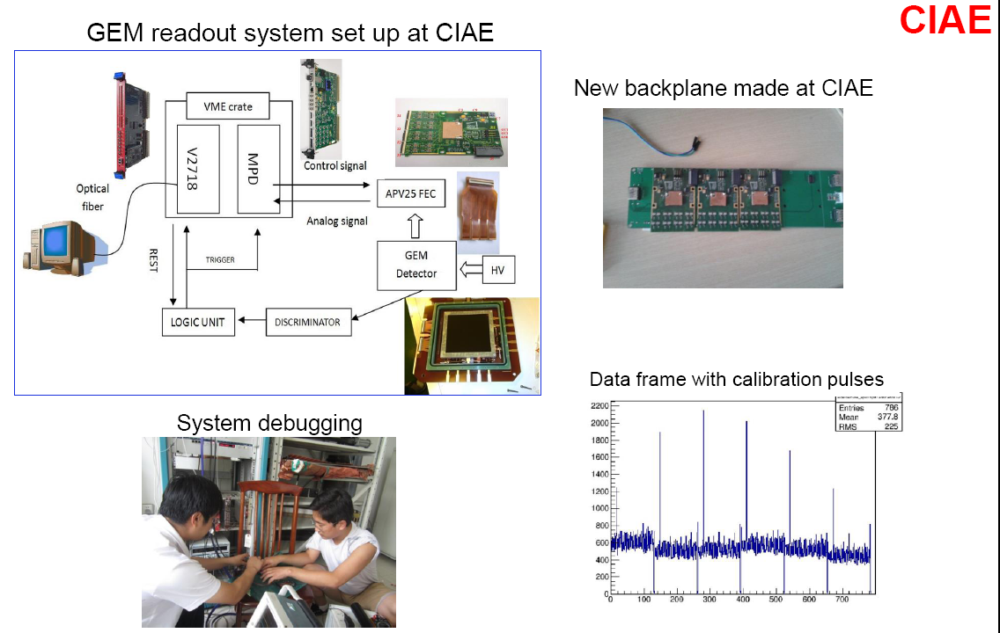 CIAE
GEM readout system set up at CIAE
VME crate
V2718
MPD
Control signal
Analog signal
APV25 FEC
Optical
fiber
REST
TRIGGER
GEM
Detector
HV
LOGIC UNIT
DISCRIMINATOR
New backplane made at CIAE
System debugging
Data frame with calibration pulses
Entries 786
Mean 377.8
RMS 225
2200
2000
1800
1600
1400
1200
1000
800
600
400
200
0
0 100 200 300 400 500 600 700